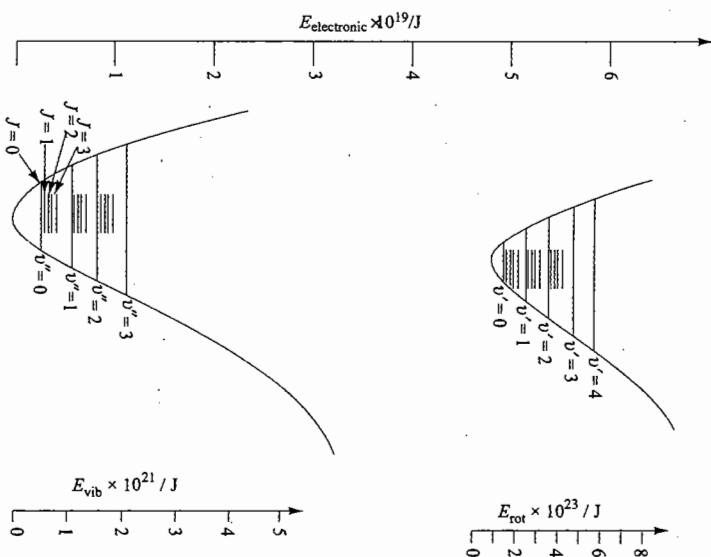 E_electronic × 10^19/J
1 2 3 4 5 6
J = 0
J = 1
J = 2
J = 3
υ″ = 0
υ″ = 1
υ″ = 2
υ″ = 3
υ′ = 0
υ′ = 1
υ′ = 2
υ′ = 3
υ′ = 4
E_vib × 10^21 / J
0 1 2 3 4 5
E_rot × 10^23 / J
0 2 4 6 8